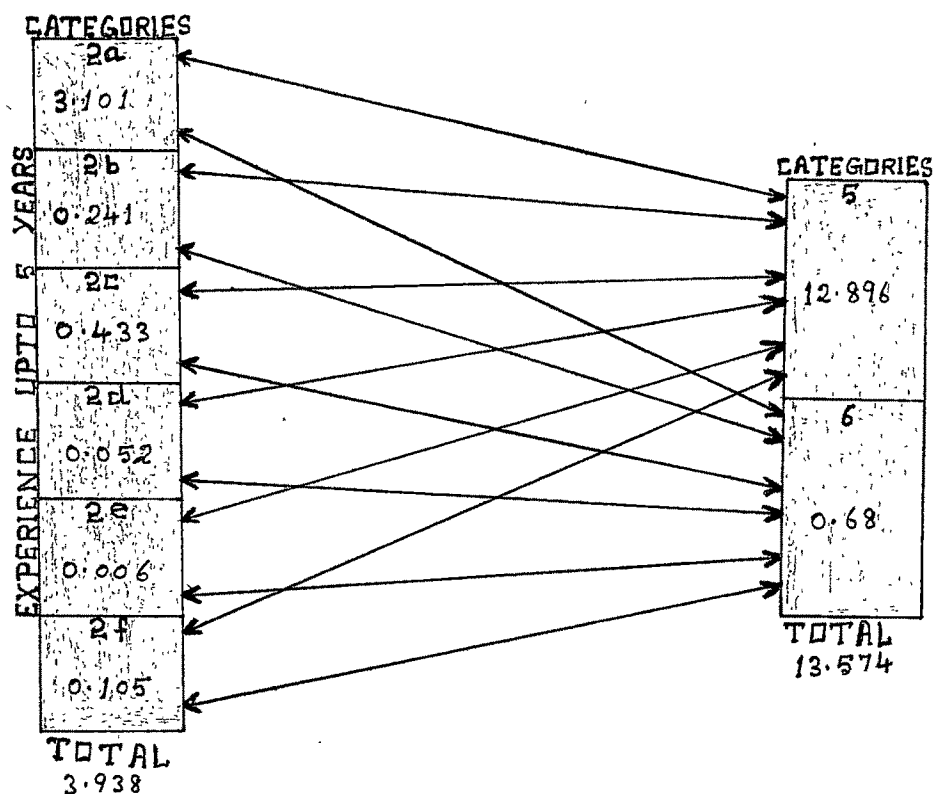 CATEGORIES
2a
3.101
2b
0.241
2c
0.433
2d
0.052
2e
0.006
2f
0.105
TOTAL
3.938
EXPERIENCE UPTO 5 YEARS
CATEGORIES
5
12.896
6
0.68
TOTAL
13.574